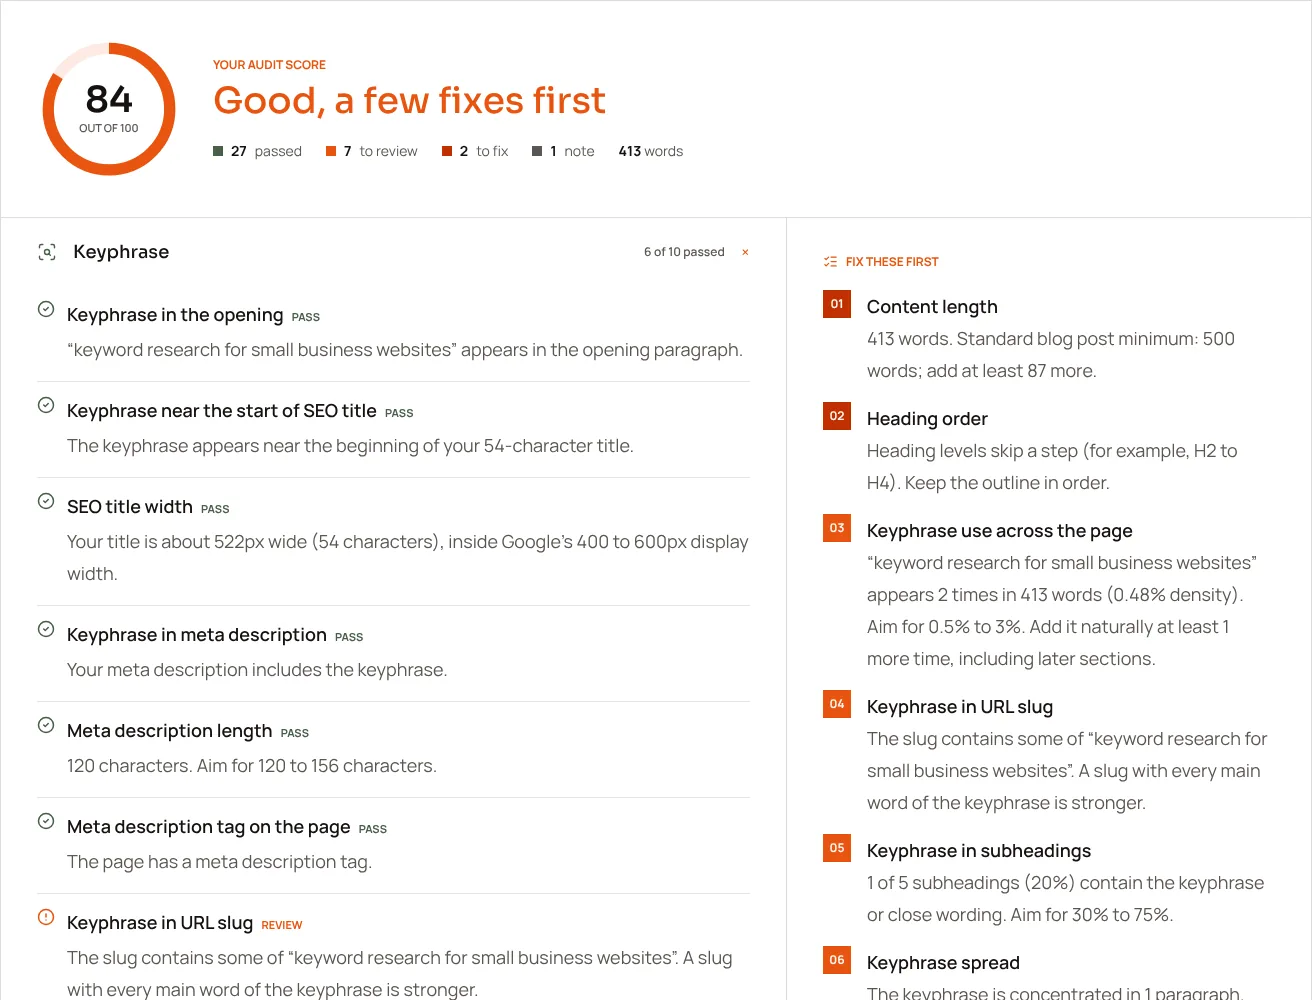 84
OUT OF 100
YOUR AUDIT SCORE
Good, a few fixes first
27 passed 7 to review 2 to fix 1 note 413 words
Keyphrase 6 of 10 passed ×
Keyphrase in the opening PASS
“keyword research for small business websites” appears in the opening paragraph.
Keyphrase near the start of SEO title PASS
The keyphrase appears near the beginning of your 54-character title.
SEO title width PASS
Your title is about 522px wide (54 characters), inside Google’s 400 to 600px display
width.
Keyphrase in meta description PASS
Your meta description includes the keyphrase.
Meta description length PASS
120 characters. Aim for 120 to 156 characters.
Meta description tag on the page PASS
The page has a meta description tag.
Keyphrase in URL slug REVIEW
The slug contains some of “keyword research for small business websites”. A slug
with every main word of the keyphrase is stronger.
FIX THESE FIRST
01 Content length
413 words. Standard blog post minimum: 500
words; add at least 87 more.
02 Heading order
Heading levels skip a step (for example, H2 to
H4). Keep the outline in order.
03 Keyphrase use across the page
“keyword research for small business websites”
appears 2 times in 413 words (0.48% density).
Aim for 0.5% to 3%. Add it naturally at least 1
more time, including later sections.
04 Keyphrase in URL slug
The slug contains some of “keyword research for
small business websites”. A slug with every main
word of the keyphrase is stronger.
05 Keyphrase in subheadings
1 of 5 subheadings (20%) contain the keyphrase
or close wording. Aim for 30% to 75%.
06 Keyphrase spread
The keyphrase is concentrated in 1 paragraph.